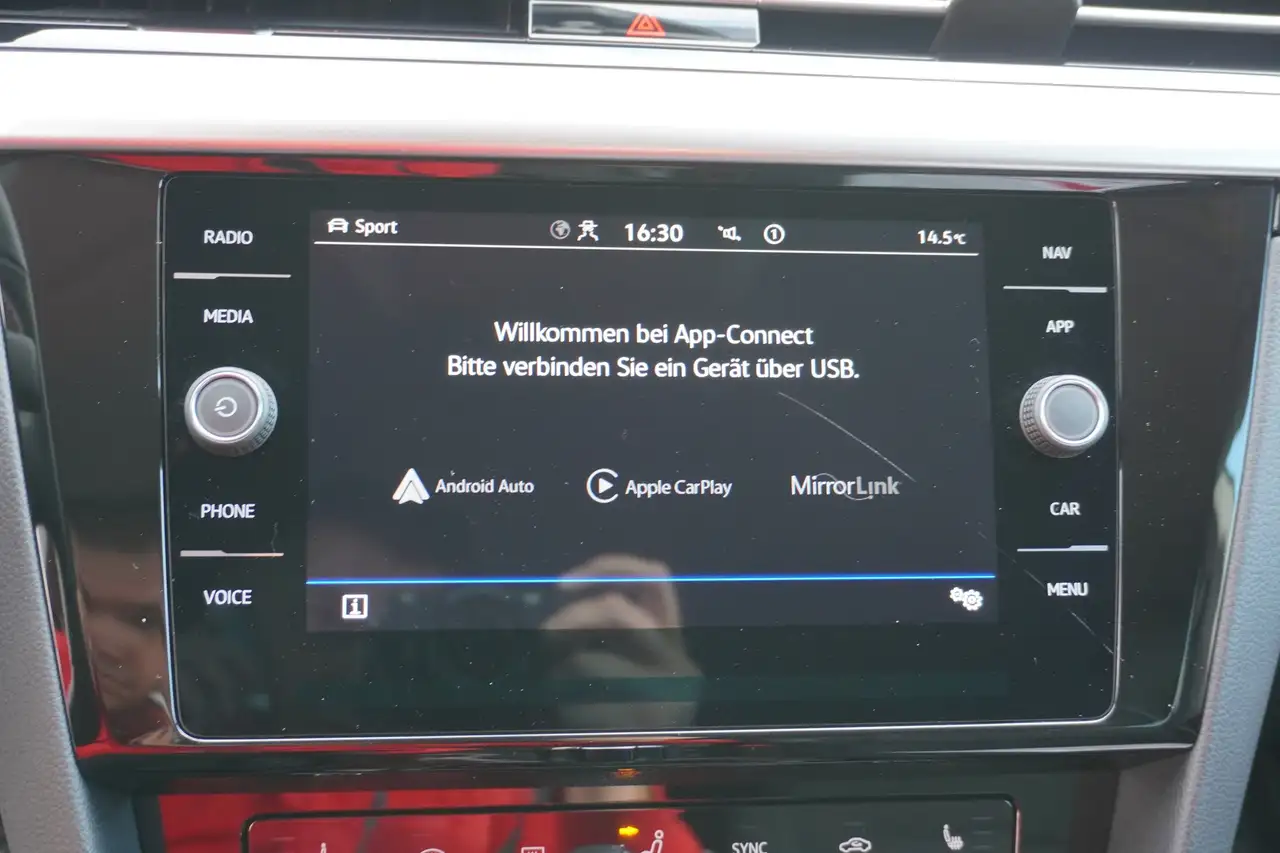 RADIO
MEDIA
PHONE
VOICE
Sport
16:30
1
14.5°C
Willkommen bei App-Connect
Bitte verbinden Sie ein Gerät über USB.
Android Auto
Apple CarPlay
MirrorLink
NAV
APP
CAR
MENU
SYNC